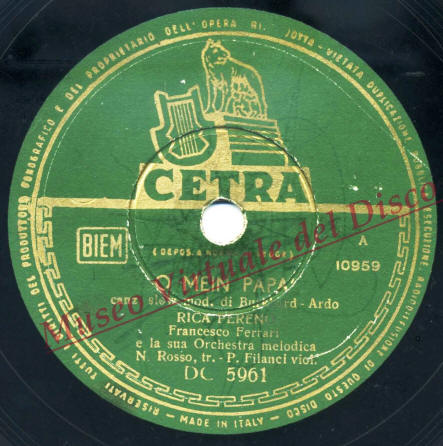 RISERVATI TUTTI I DIRITTI DEL PRODUTTORE FONOGRAFICO E DEL PROPRIETARIO DELL'OPERA RIPRODOTTA - VIETATA DUPLICAZIONE
ESECUZIONE, RADIODIFFUSIONE DI QUESTO DISCO
CETRA
BIEM
A
10959
O MEIN PAPA
canz. slow mod. di Burkhard - Ardo
RICA PERENO
Francesco Ferrari
e la sua Orchestra melodica
N. Rosso, tr. - P. Filanci viol.
DC 5961
MADE IN ITALY
Museo Virtuale del Disco